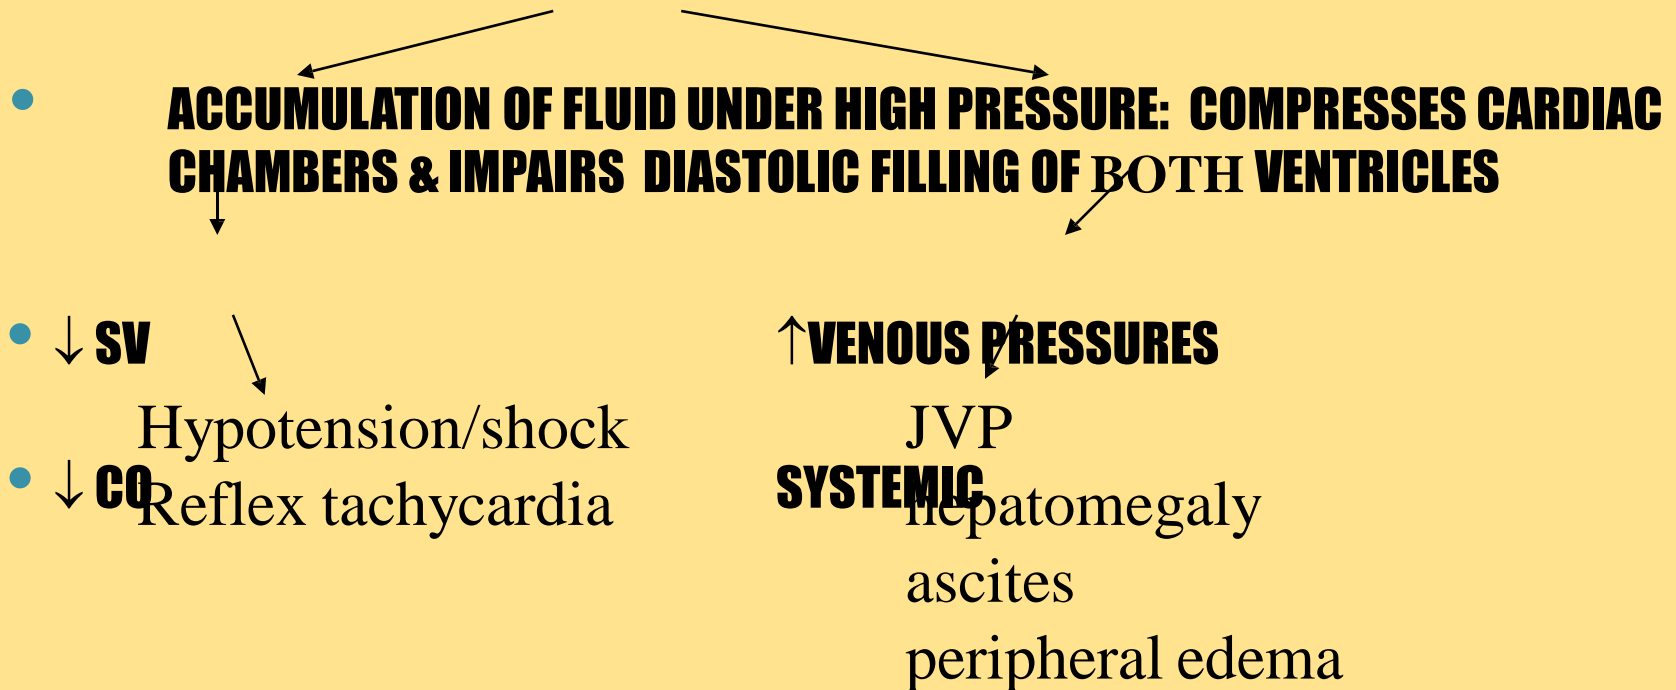 • ACCUMULATION OF FLUID UNDER HIGH PRESSURE: COMPRESSES CARDIAC
CHAMBERS & IMPAIRS DIASTOLIC FILLING OF BOTH VENTRICLES
• ↓ SV ↑VENOUS PRESSURES
Hypotension/shock JVP
• ↓ CO SYSTEMIC
Reflex tachycardia hepatomegaly
ascites
peripheral edema